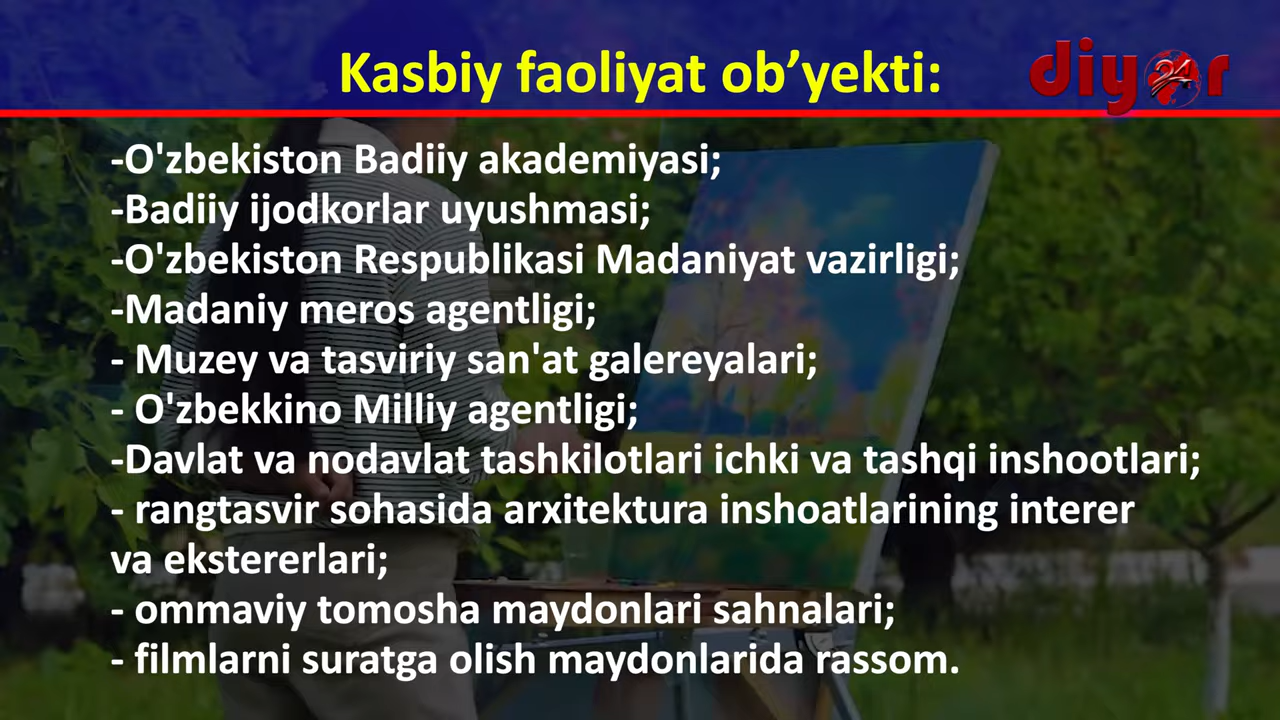 Kasbiy faoliyat ob’yekti:
diyor 24
-O'zbekiston Badiiy akademiyasi;
-Badiiy ijodkorlar uyushmasi;
-O'zbekiston Respublikasi Madaniyat vazirligi;
-Madaniy meros agentligi;
- Muzey va tasviriy san'at galereyalari;
- O'zbekkino Milliy agentligi;
-Davlat va nodavlat tashkilotlari ichki va tashqi inshootlari;
- rangtasvir sohasida arxitektura inshoatlarining interer
va ekstererlari;
- ommaviy tomosha maydonlari sahnalari;
- filmlarni suratga olish maydonlarida rassom.